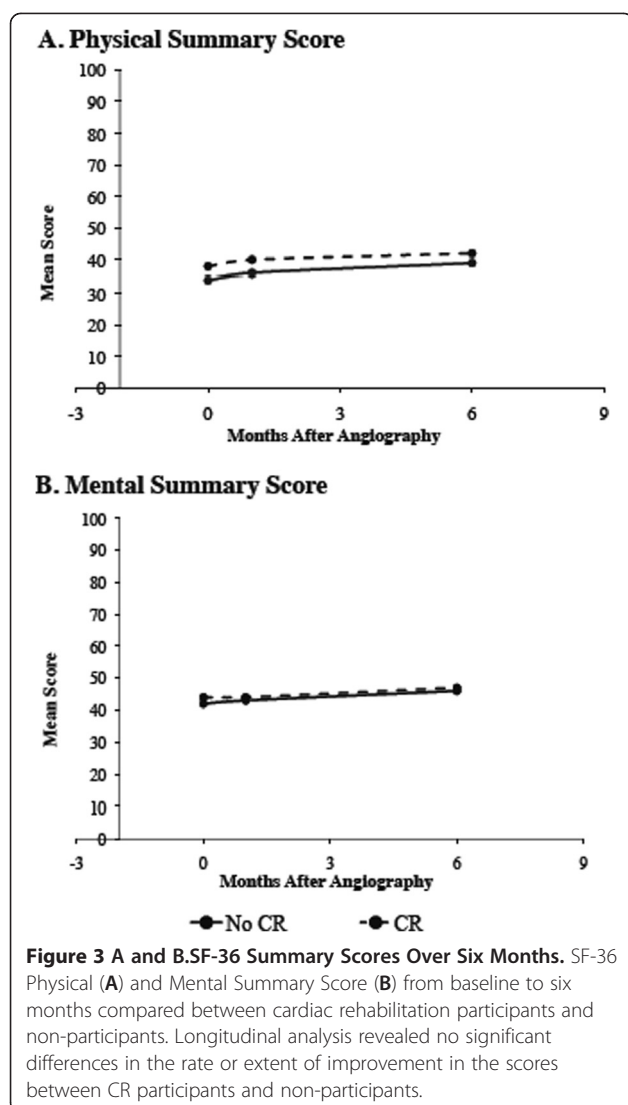 A. Physical Summary Score
100
90
80
70
60
50
40
30
20
10
0
Mean Score
-3 0 3 6 9
Months After Angiography
B. Mental Summary Score
100
90
80
70
60
50
40
30
20
10
0
Mean Score
-3 0 3 6 9
Months After Angiography
No CR CR
Figure 3 A and B.SF-36 Summary Scores Over Six Months. SF-36
Physical (A) and Mental Summary Score (B) from baseline to six
months compared between cardiac rehabilitation participants and
non-participants. Longitudinal analysis revealed no significant
differences in the rate or extent of improvement in the scores
between CR participants and non-participants.